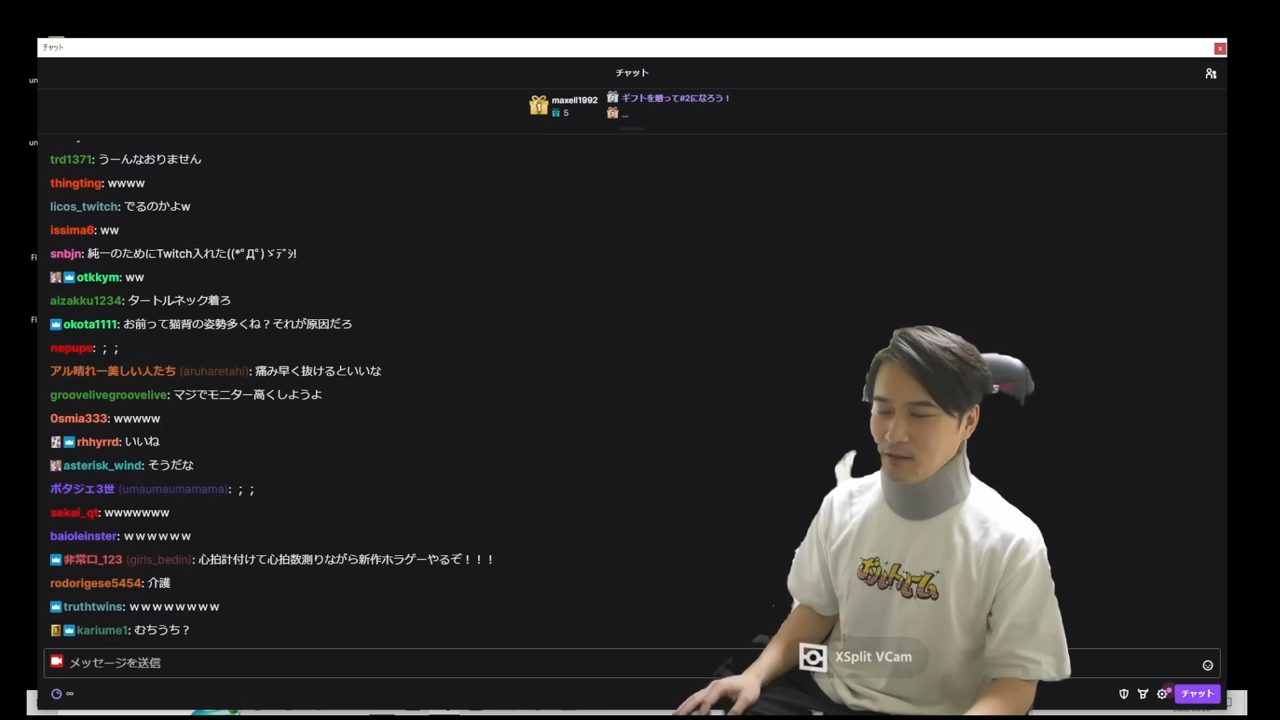 チャット
x
チャット
maxell1992
5
ギフトを贈って#2になろう！
...
un
un
Fl
Fl
trd1371: うーんなおりません
thingting: wwww
licos_twitch: でるのかよw
issima6: ww
snbjn: 純一のためにTwitch入れた((*ﾟДﾟ)ゞﾃﾞｼ!
otkkym: ww
aizakku1234: タートルネック着ろ
okota1111: お前って猫背の姿勢多くね？それが原因だろ
nepupe: ；；
アル晴れー美しい人たち (aruharetahi): 痛み早く抜けるといいな
groovelivegroovelive: マジでモニター高くしようよ
0smia333: wwwww
rhhyrrd: いいね
asterisk_wind: そうだな
ポタジェ3世 (umaumaumamama): ；；
sekai_qt: wwwwwww
baioleinster: ｗｗｗｗｗｗ
非常口_123 (girls_bedin): 心拍計付けて心拍数測りながら新作ホラゲーやるぞ！！！
rodorigese5454: 介護
truthtwins: ｗｗｗｗｗｗｗｗ
kariume1: むちうち？
XSplit VCam
メッセージを送信
∞
チャット